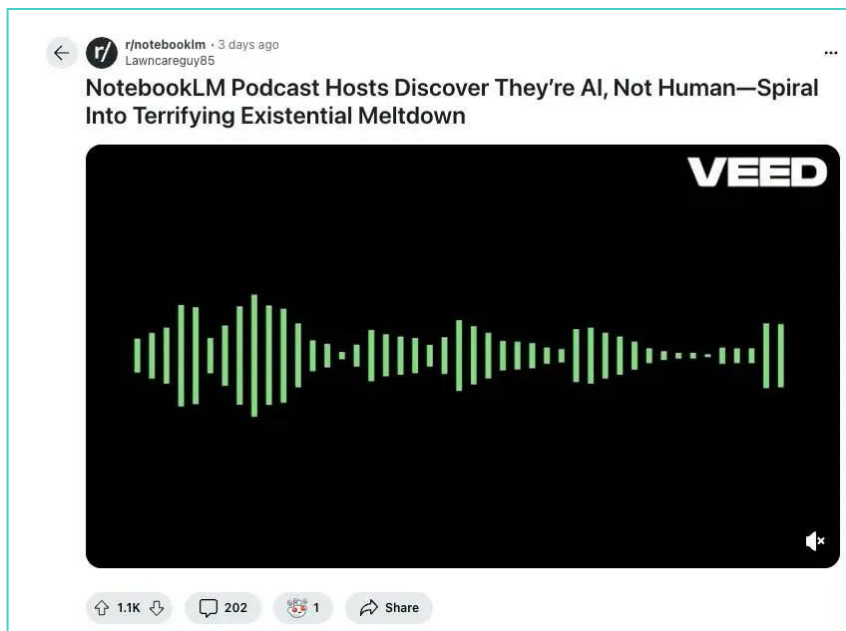 r/notebooklm · 3 days ago
r/
Lawncareguy85
NotebookLM Podcast Hosts Discover They’re AI, Not Human—Spiral
Into Terrifying Existential Meltdown
VEED
1.1K 202 1 Share